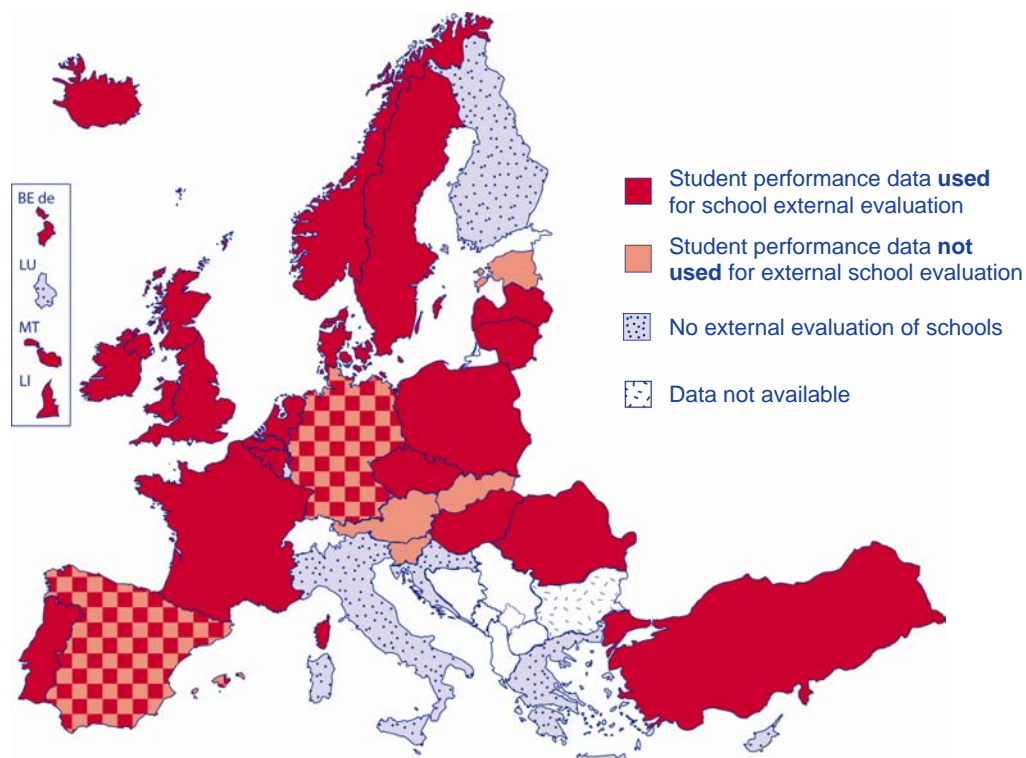 BE de
LU
MT
LI
Student performance data used
for school external evaluation
Student performance data not
used for external school evaluation
No external evaluation of schools
Data not available